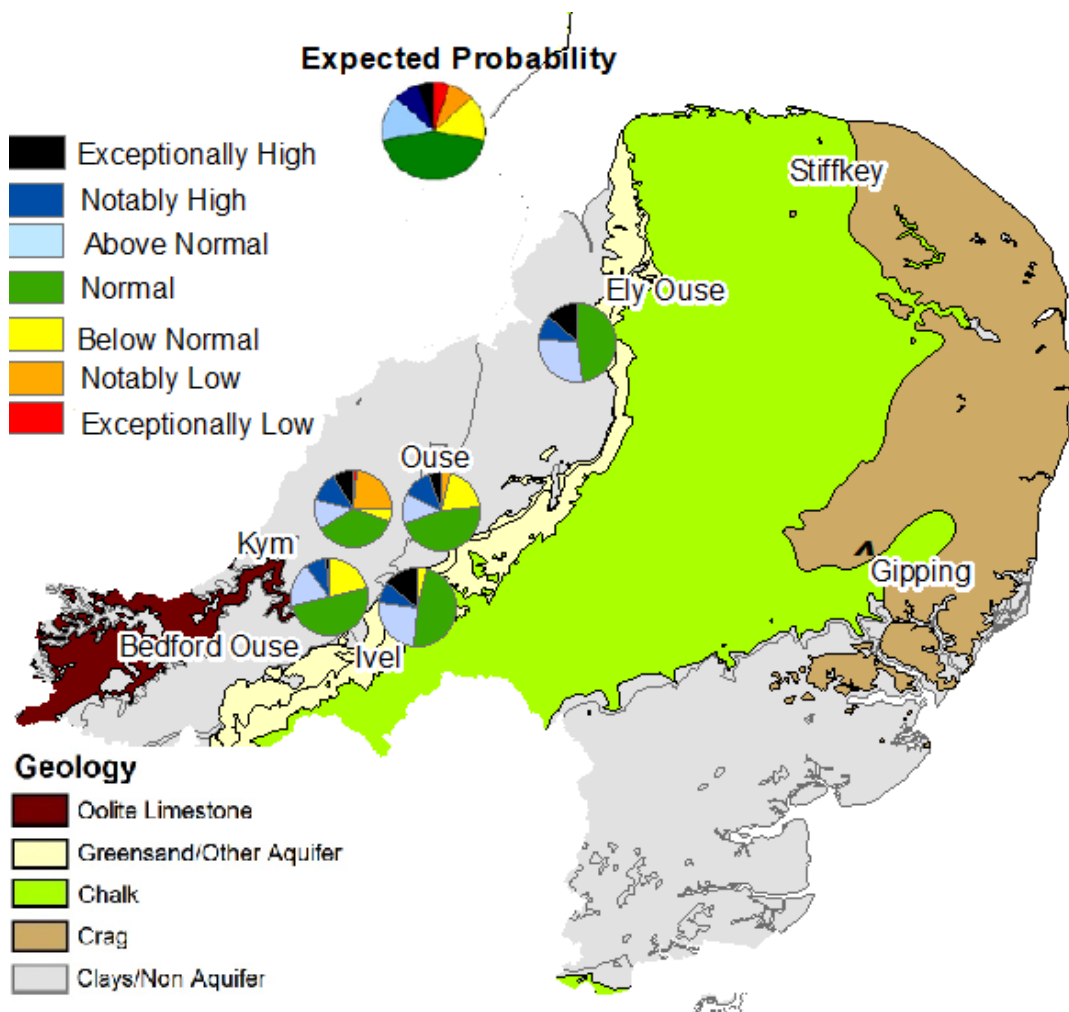 Expected Probability
Exceptionally High
Notably High
Above Normal
Normal
Below Normal
Notably Low
Exceptionally Low
Stiffkey
Ely Ouse
Ouse
Kym
Gipping
Bedford Ouse
Ivel
Geology
Oolite Limestone
Greensand/Other Aquifer
Chalk
Crag
Clays/Non Aquifer